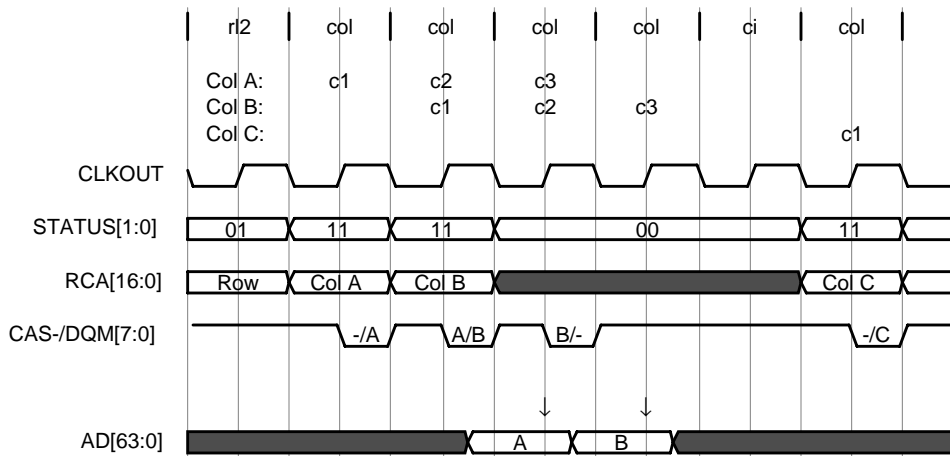 rl2 col col col col ci col
Col A: c1 c2 c3
Col B: c1 c2 c3
Col C: c1
CLKOUT
STATUS[1:0] 01 11 11 00 11
RCA[16:0] Row Col A Col B Col C
CAS-/DQM[7:0] -/A A/B B/- -/C
↓ ↓
AD[63:0] A B